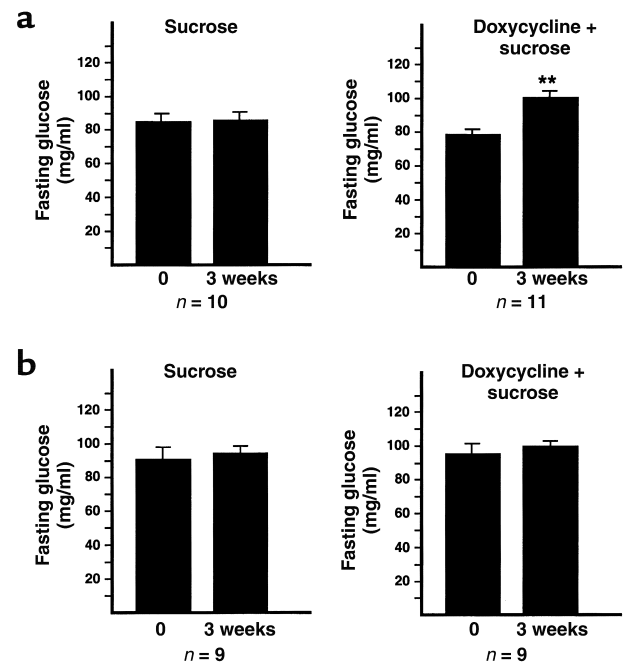 a
Sucrose
Fasting glucose
(mg/ml)
120
100
80
60
40
20
0 3 weeks
n = 10
Doxycycline +
sucrose
Fasting glucose
(mg/ml)
120
100
80
60
40
20
**
0 3 weeks
n = 11
b
Sucrose
Fasting glucose
(mg/ml)
120
100
80
60
40
20
0 3 weeks
n = 9
Doxycycline +
sucrose
Fasting glucose
(mg/ml)
120
100
80
60
40
20
0 3 weeks
n = 9